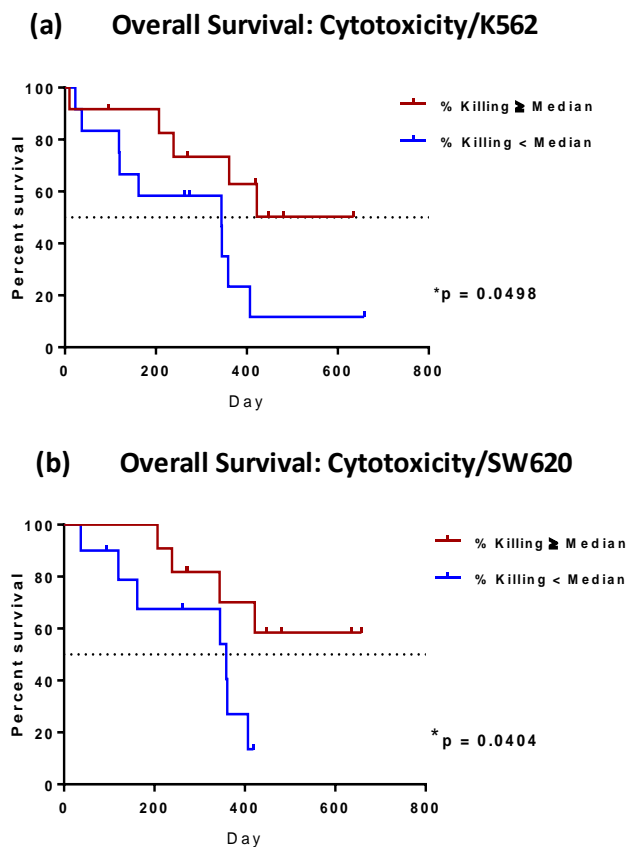 (a) Overall Survival: Cytotoxicity/K562
100
80
60
40
20
0
Percent survival
% Killing ≧ Median
% Killing < Median
*p = 0.0498
0 200 400 600 800
Day
(b) Overall Survival: Cytotoxicity/SW620
100
80
60
40
20
0
Percent survival
% Killing ≧ Median
% Killing < Median
*p = 0.0404
0 200 400 600 800
Day